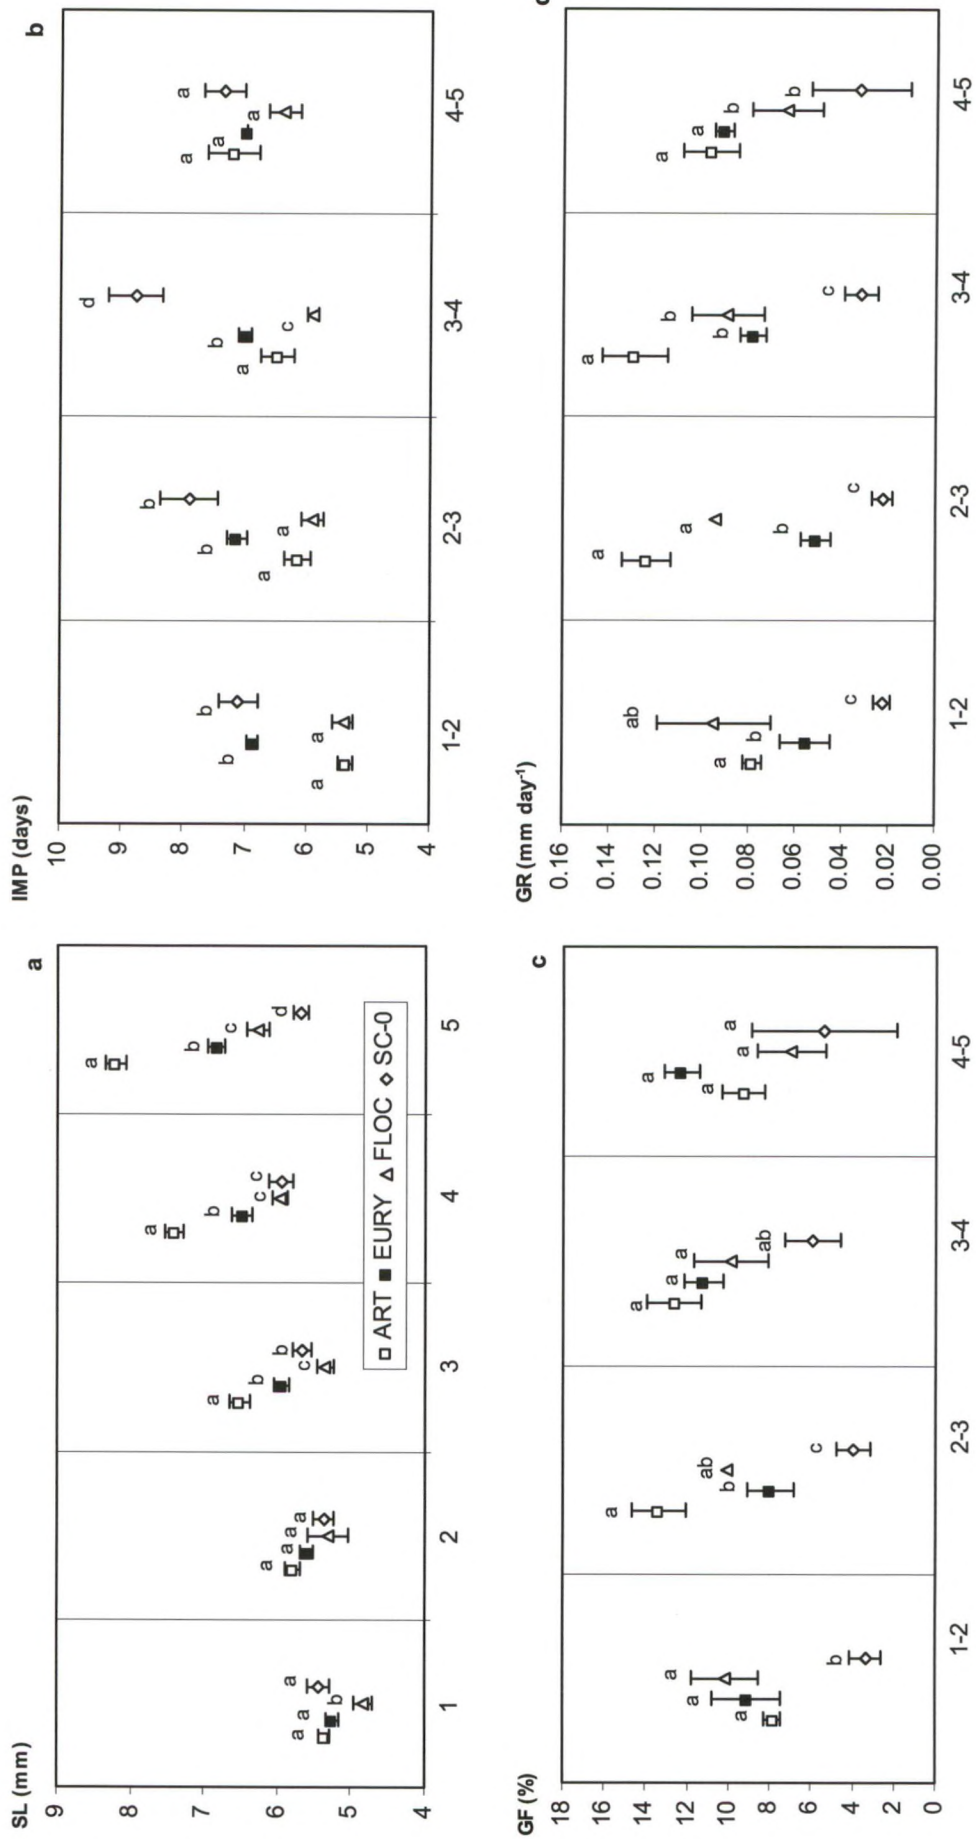 SL (mm)
a
9
8
7
6
5
4
a a b a
a a a a
a b c b
a b c c
a b c d
ART EURY FLOC SC-0
1 2 3 4 5
IMP (days)
b
10
9
8
7
6
5
4
a b a b
a b a b
a b c d
a a a a
1-2 2-3 3-4 4-5
GF (%)
c
18
16
14
12
10
8
6
4
2
0
a a a b
a b ab c
a a a ab
a a a a
1-2 2-3 3-4 4-5
GR (mm day⁻¹)
0.16
0.14
0.12
0.10
0.08
0.06
0.04
0.02
0.00
a b ab c
a b a c
a b b c
a a b b
1-2 2-3 3-4 4-5